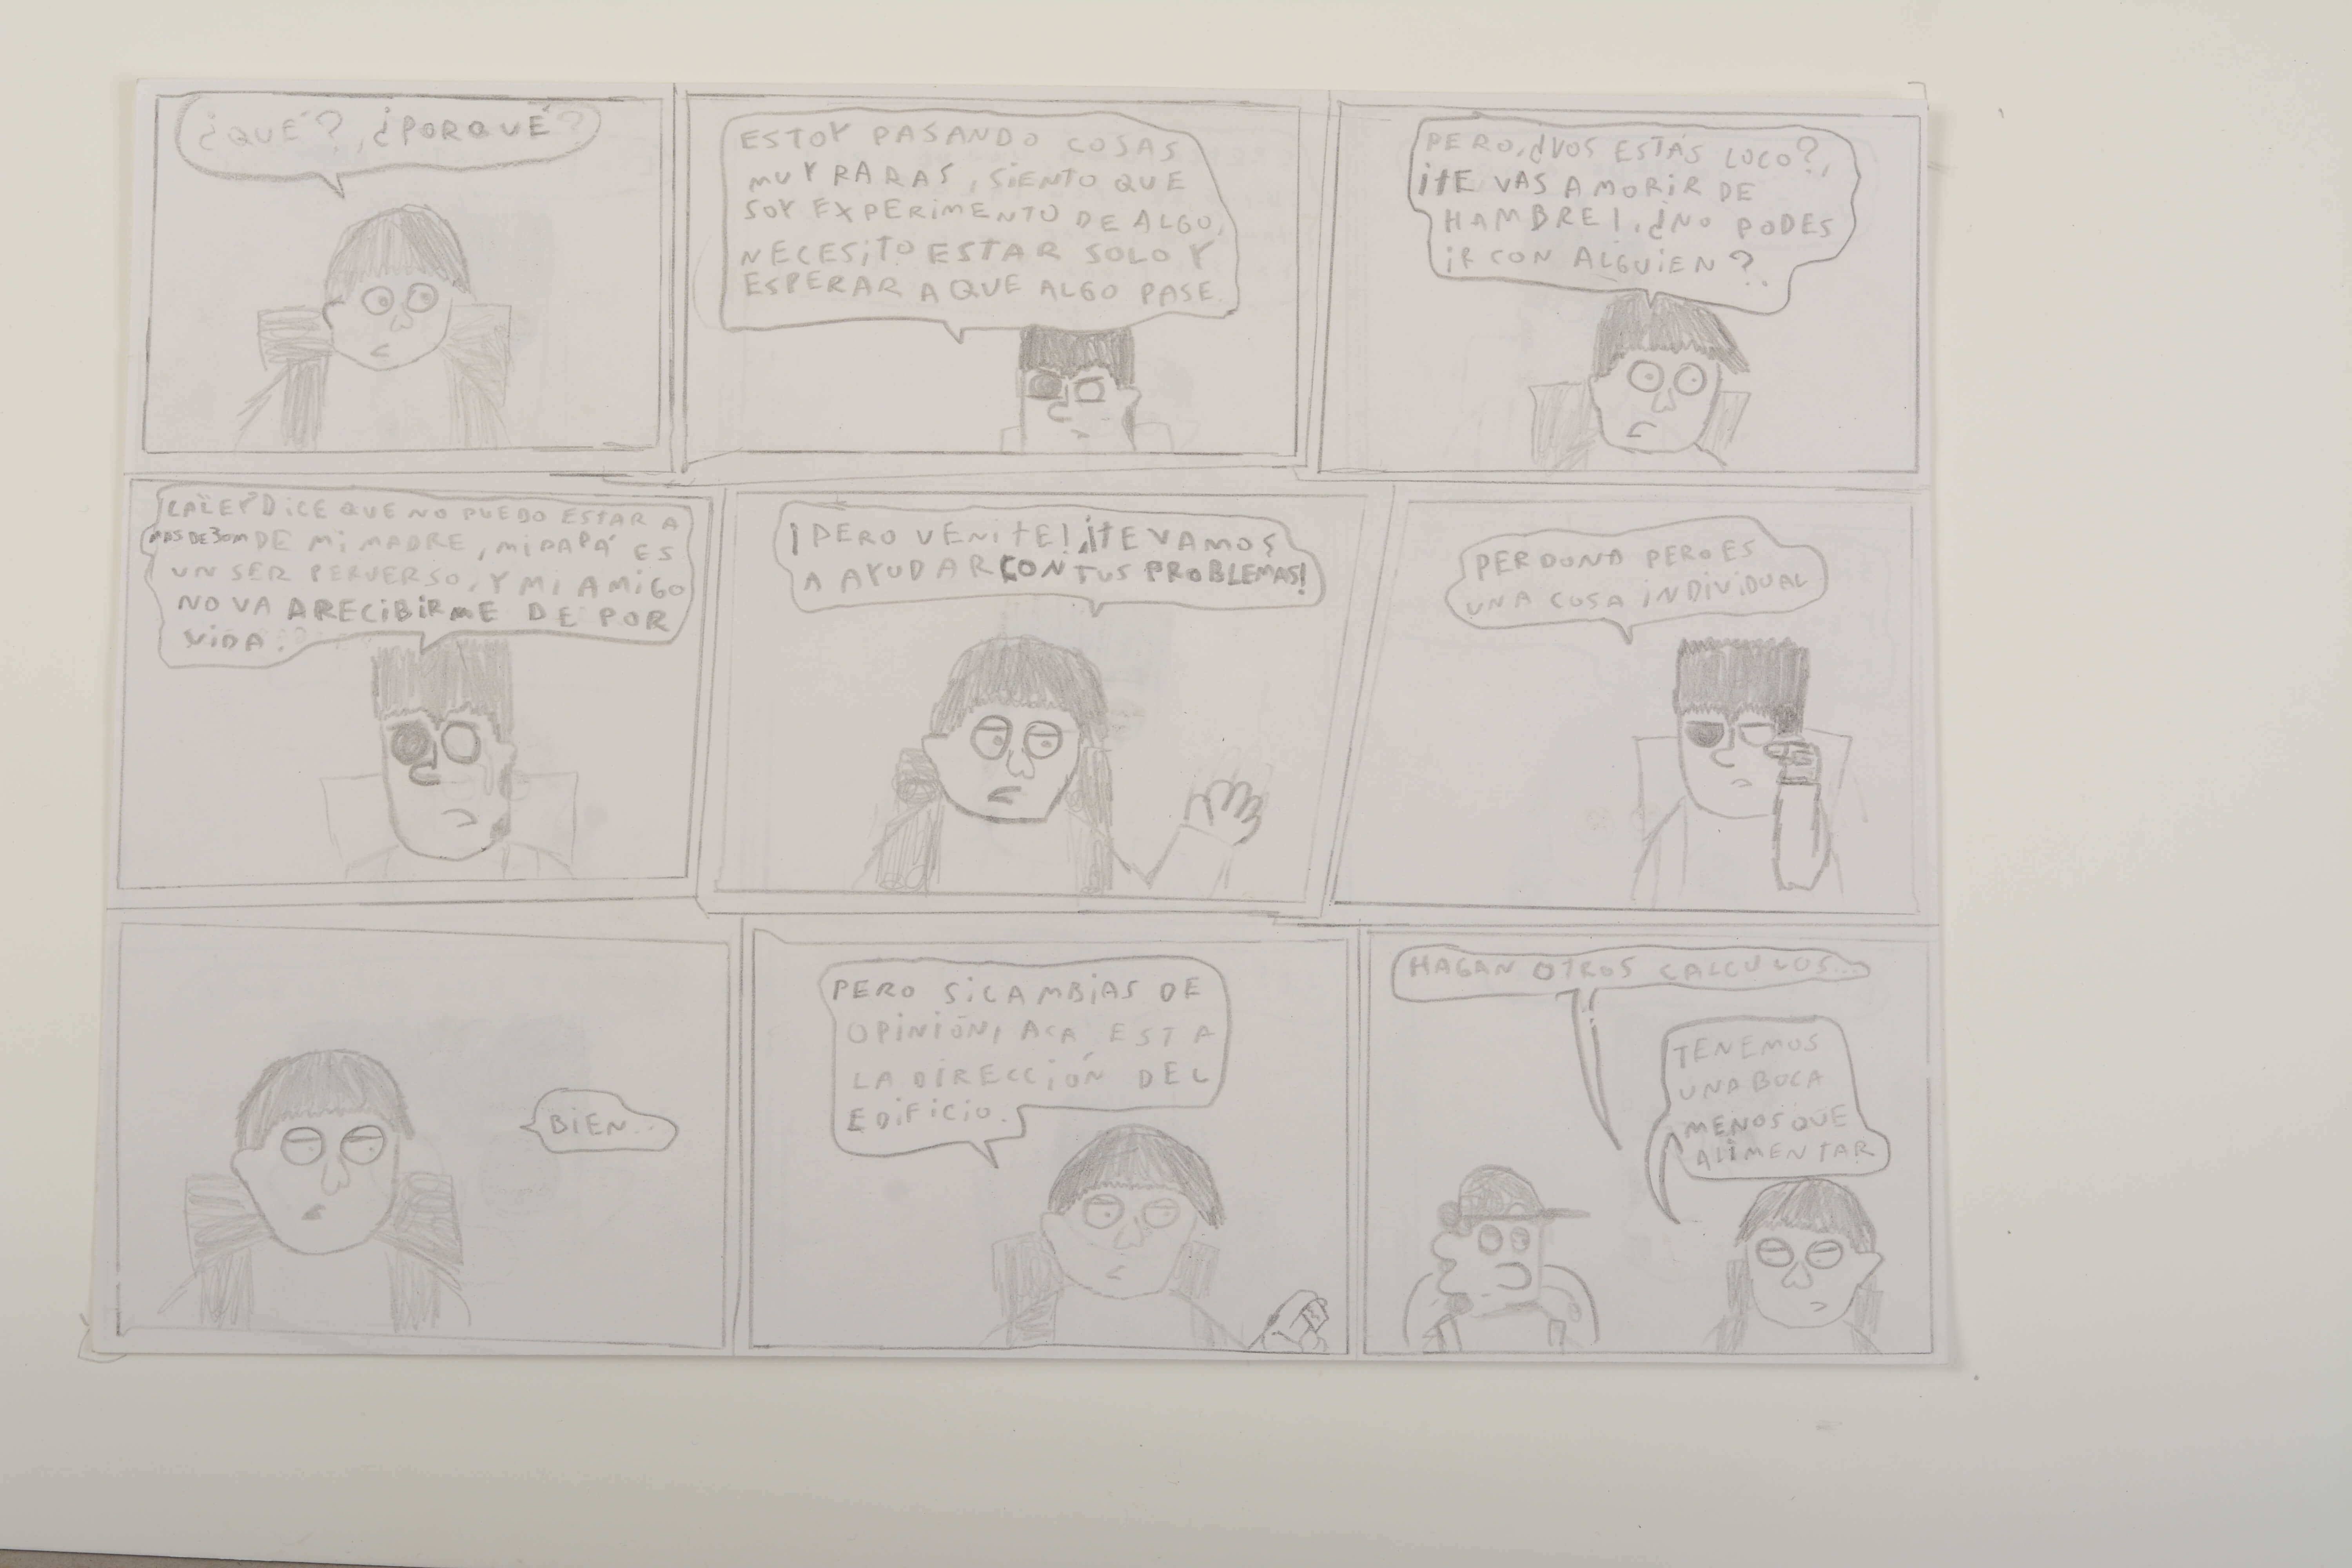 ¿QUÉ?, ¿PORQUÉ?
ESTOY PASANDO COSAS
MUY RARAS, SIENTO QUE
SOY EXPERIMENTO DE ALGO,
NECESITO ESTAR SOLO Y
ESPERAR A QUE ALGO PASE.
PERO, ¿VOS ESTÁS LOCO?,
¡TE VAS A MORIR DE
HAMBRE!, ¿NO PODES
IR CON ALGUIEN?.
DICE QUE NO PUEDO ESTAR A
MAS DE 30M DE MI MADRE, MI PAPÁ ES
UN SER PERVERSO, Y MI AMIGO
NO VA A RECIBIRME DE POR
VIDA.
¡PERO VENITE!, ¡TE VAMOS
A AYUDAR CON TUS PROBLEMAS!
PERDONA PERO ES
UNA COSA INDIVIDUAL
BIEN...
PERO SI CAMBIAS DE
OPINIÓN, ACA ESTA
LA DIRECCIÓN DEL
EDIFICIO.
HAGAN OTROS CALCULOS...
TENEMOS
UNA BOCA
MENOS QUE
ALIMENTAR